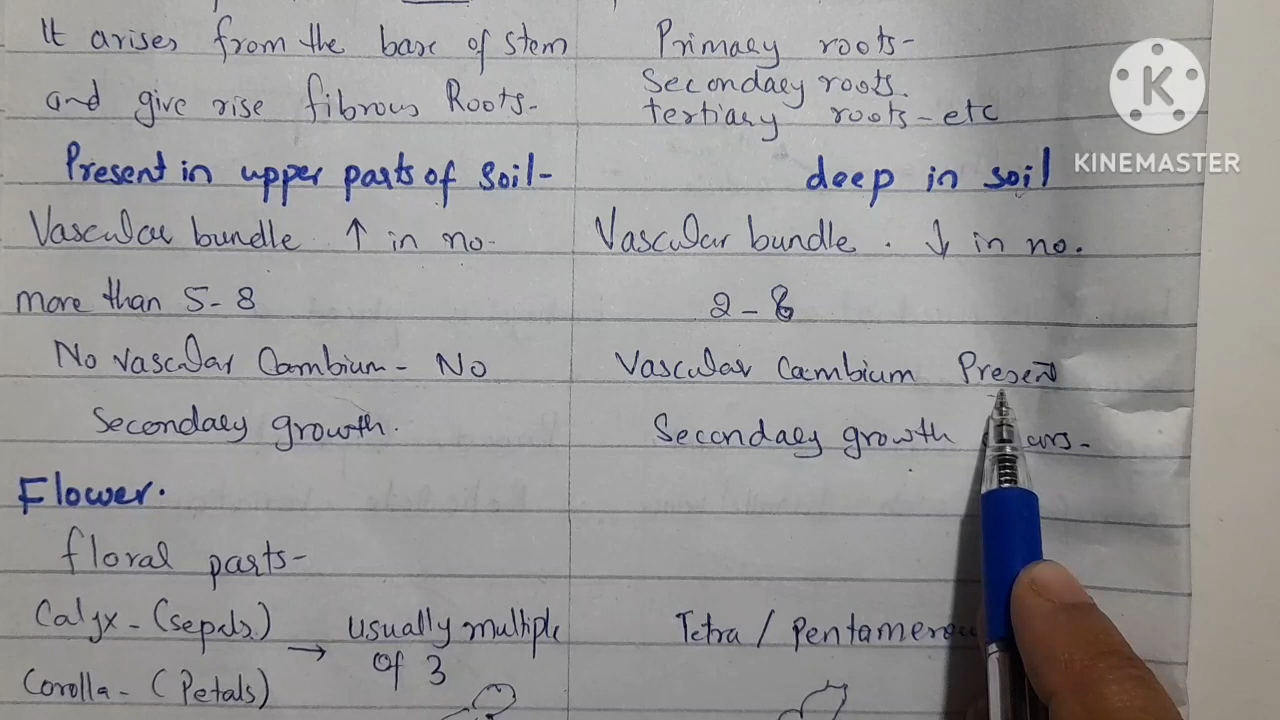 It arises from the base of stem
and give rise fibrous Roots-
Present in upper parts of soil-
Vascular bundle ↑ in no-
more than 5-8
No vascular Cambium - No
Secondary growth.
Primary roots-
Secondary roots.
tertiary roots-etc
deep in soil
Vascular bundle. ↓ in no.
2-6
Vascular Cambium Present
Secondary growth
Flower.
floral parts-
Calyx-(sepals.) → usually multiple
of 3
Corolla-(Petals)
Tetra/Pentamerous
K
KINEMASTER